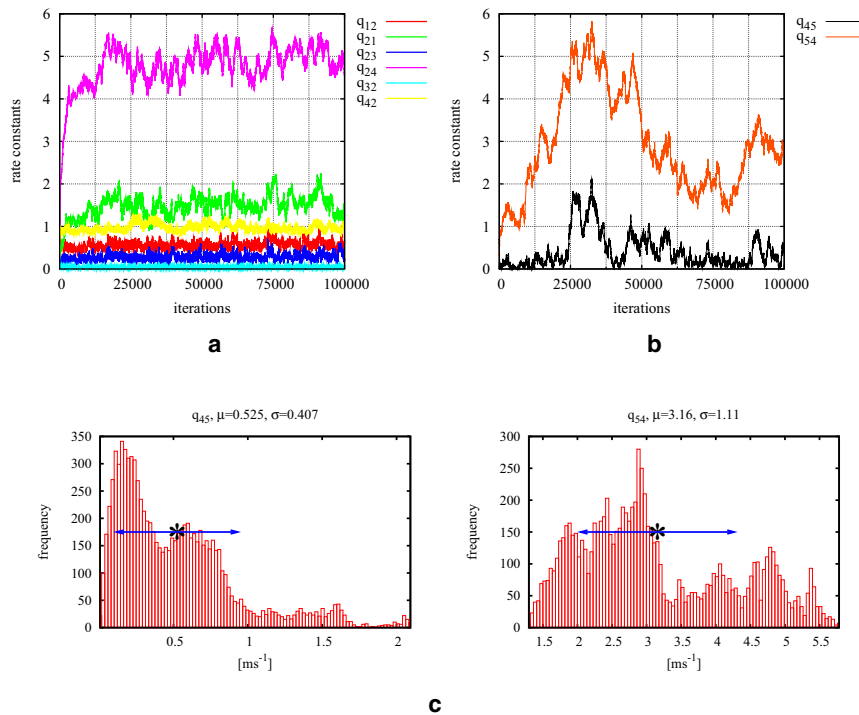 q₁₂
q₂₁
q₂₃
q₂₄
q₃₂
q₄₂
6
5
4
3
2
1
0
rate constants
0 25000 50000 75000 100000
iterations
a
q₄₅
q₅₄
6
5
4
3
2
1
0
rate constants
0 25000 50000 75000 100000
iterations
b
q₄₅, μ=0.525, σ=0.407
350
300
250
200
150
100
50
0
frequency
0.5 1 1.5 2
[ms⁻¹]
q₅₄, μ=3.16, σ=1.11
300
250
200
150
100
50
0
frequency
1.5 2 2.5 3 3.5 4 4.5 5 5.5
[ms⁻¹]
c